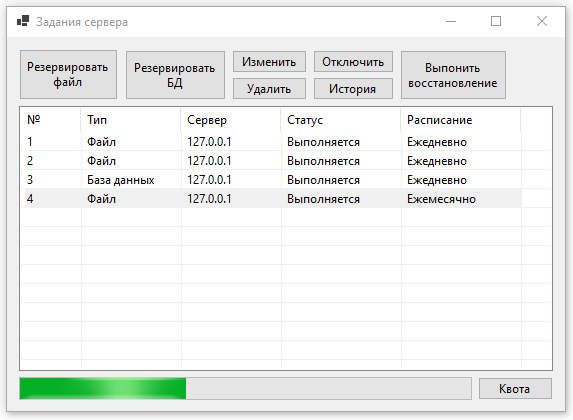 Задания сервера
Резервировать
файл
Резервировать
БД
Изменить
Отключить
Удалить
История
Выпонить
восстановление
№ Тип Сервер Статус Расписание
1 Файл 127.0.0.1 Выполняется Ежедневно
2 Файл 127.0.0.1 Выполняется Ежедневно
3 База данных 127.0.0.1 Выполняется Ежедневно
4 Файл 127.0.0.1 Выполняется Ежемесячно
Квота